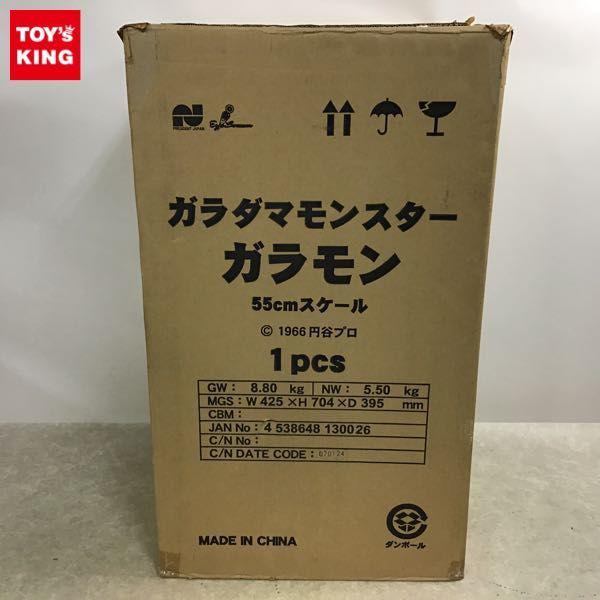 TOY'S
KING
PRESIDENT JAPAN
ガラダマモンスター
ガラモン
55cmスケール
© 1966 円谷プロ
1 pcs
GW: 8.80 kg NW: 5.50 kg
MGS: W 425 × H 704 × D 395 mm
CBM:
JAN No: 4 538648 130026
C/N No:
C/N DATE CODE: 070124
MADE IN CHINA
ダンボール